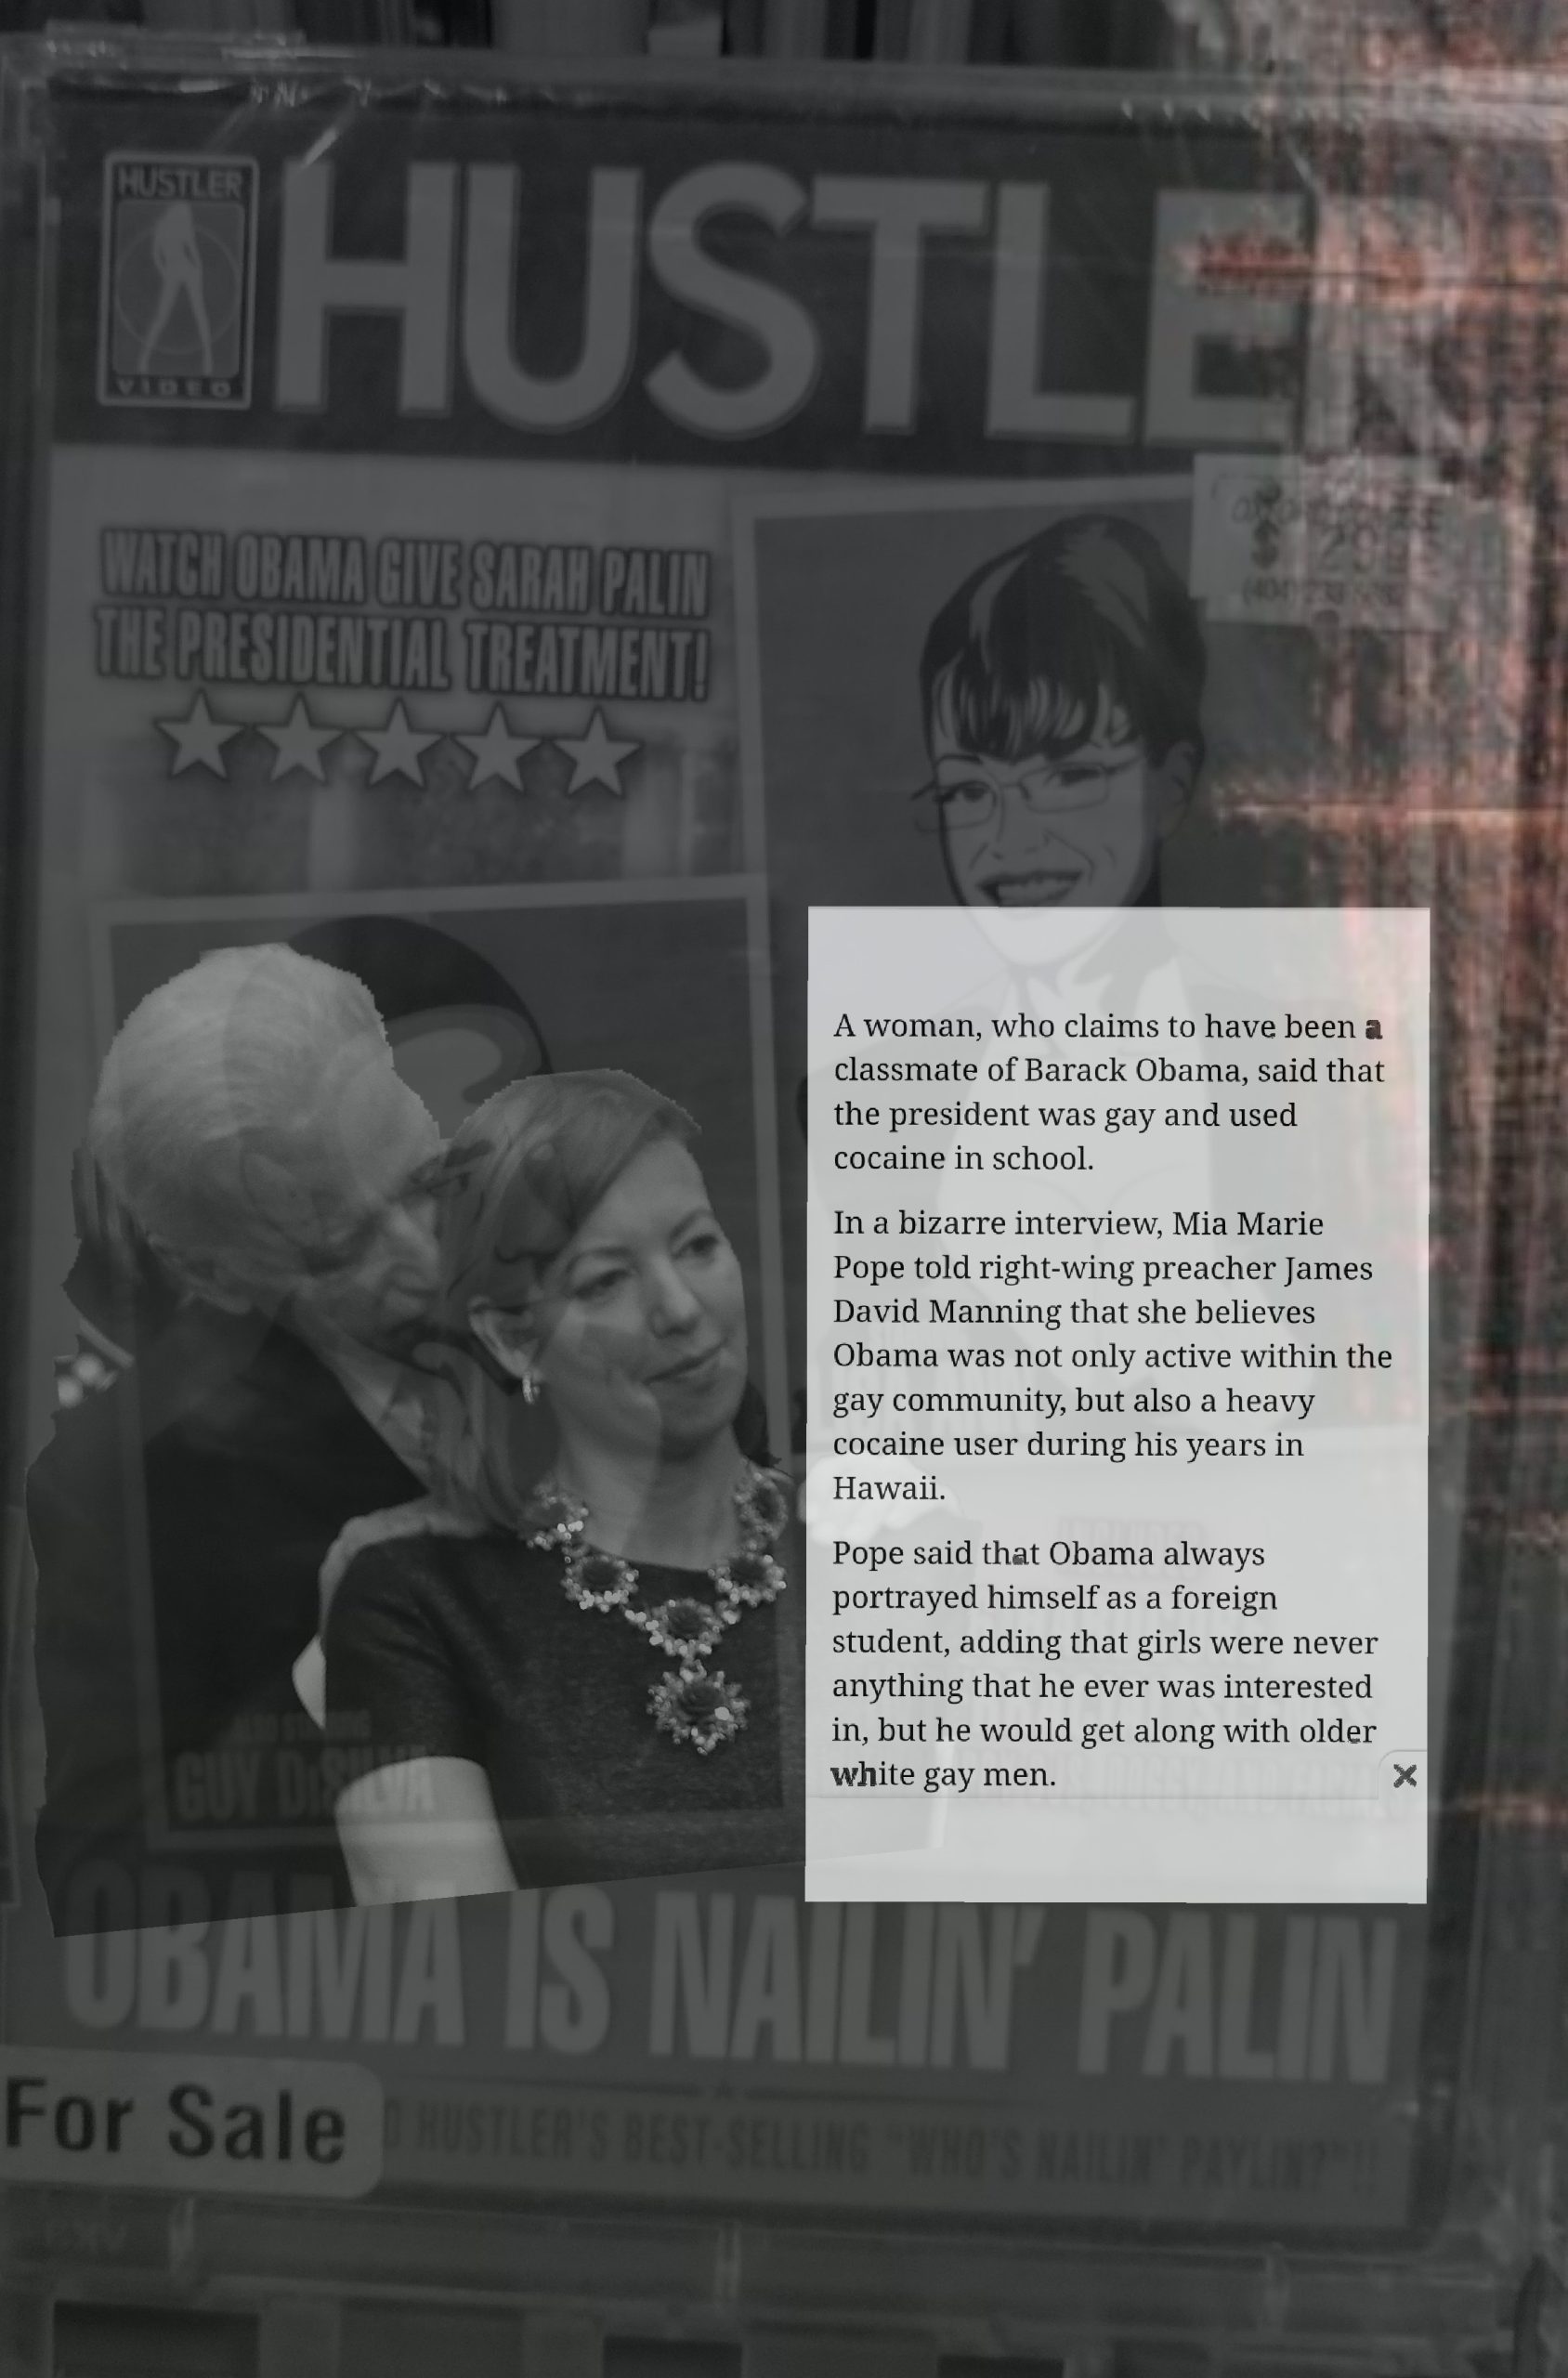 HUSTLER
VIDEO
HUSTLER
WATCH OBAMA GIVE SARAH PALIN
THE PRESIDENTIAL TREATMENT!
A woman, who claims to have been a
classmate of Barack Obama, said that
the president was gay and used
cocaine in school.
In a bizarre interview, Mia Marie
Pope told right-wing preacher James
David Manning that she believes
Obama was not only active within the
gay community, but also a heavy
cocaine user during his years in
Hawaii.
Pope said that Obama always
portrayed himself as a foreign
student, adding that girls were never
anything that he ever was interested
in, but he would get along with older
white gay men.
ALSO STARRING
GUY DiSILVA
OBAMA IS NAILIN' PALIN
For Sale
HUSTLER'S BEST-SELLING "WHO'S NAILIN' PAYLIN?"!!